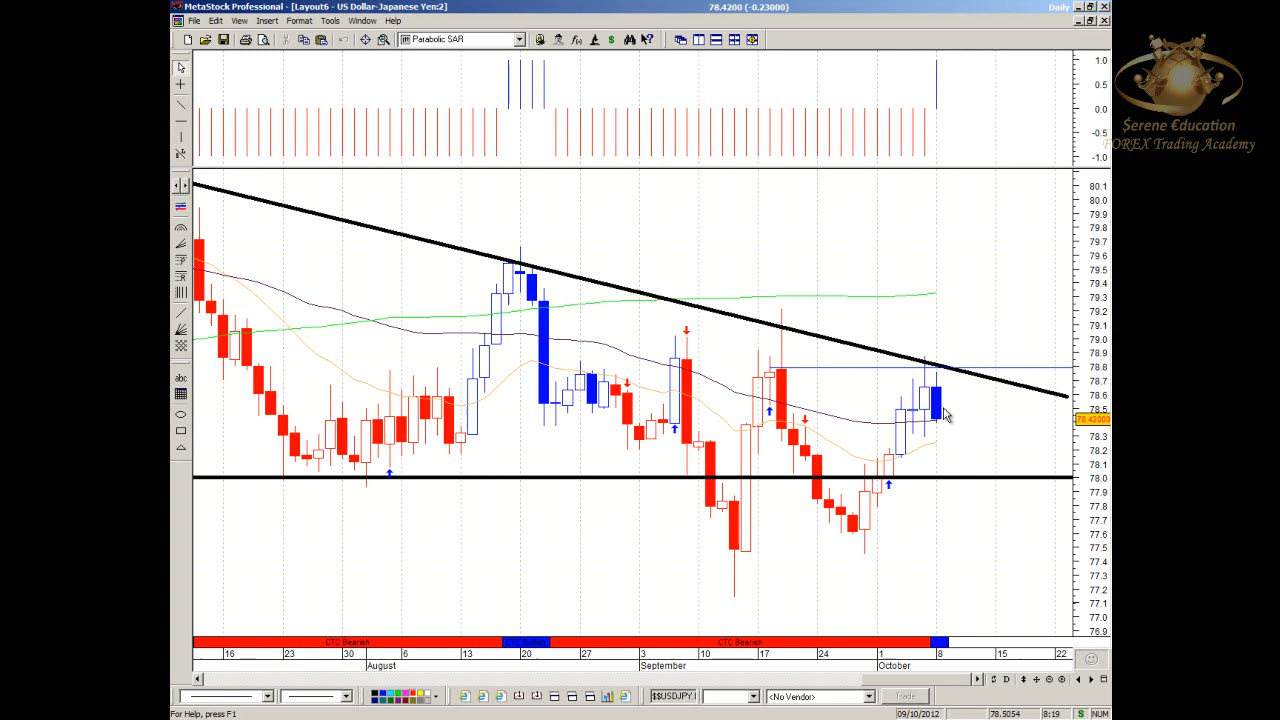 MetaStock Professional - [Layout6 - US Dollar-Japanese Yen:2]
78.4200 (-0.23000)
Daily
File Edit View Insert Format Tools Window Help
Parabolic SAR
$erene €ducation
FOREX Trading Academy
1.0
0.5
0.0
-0.5
-1.0
80.1
80.0
79.9
79.7
79.6
79.5
79.4
79.3
79.1
79.0
78.9
78.8
78.7
78.6
78.5
78.42000
78.3
78.2
78.1
78.0
77.9
77.8
77.7
77.6
77.5
77.4
77.3
77.2
77.1
77.0
76.9
abc
CTC Bearish
CTC Bearish
16 23 30 6 13 20 27 3 10 17 24 1 8 15 22
August September October
$$USDJPY.I
<No Vendor>
Trade
For Help, press F1
09/10/2012
78.5054
8:19
$
NUM